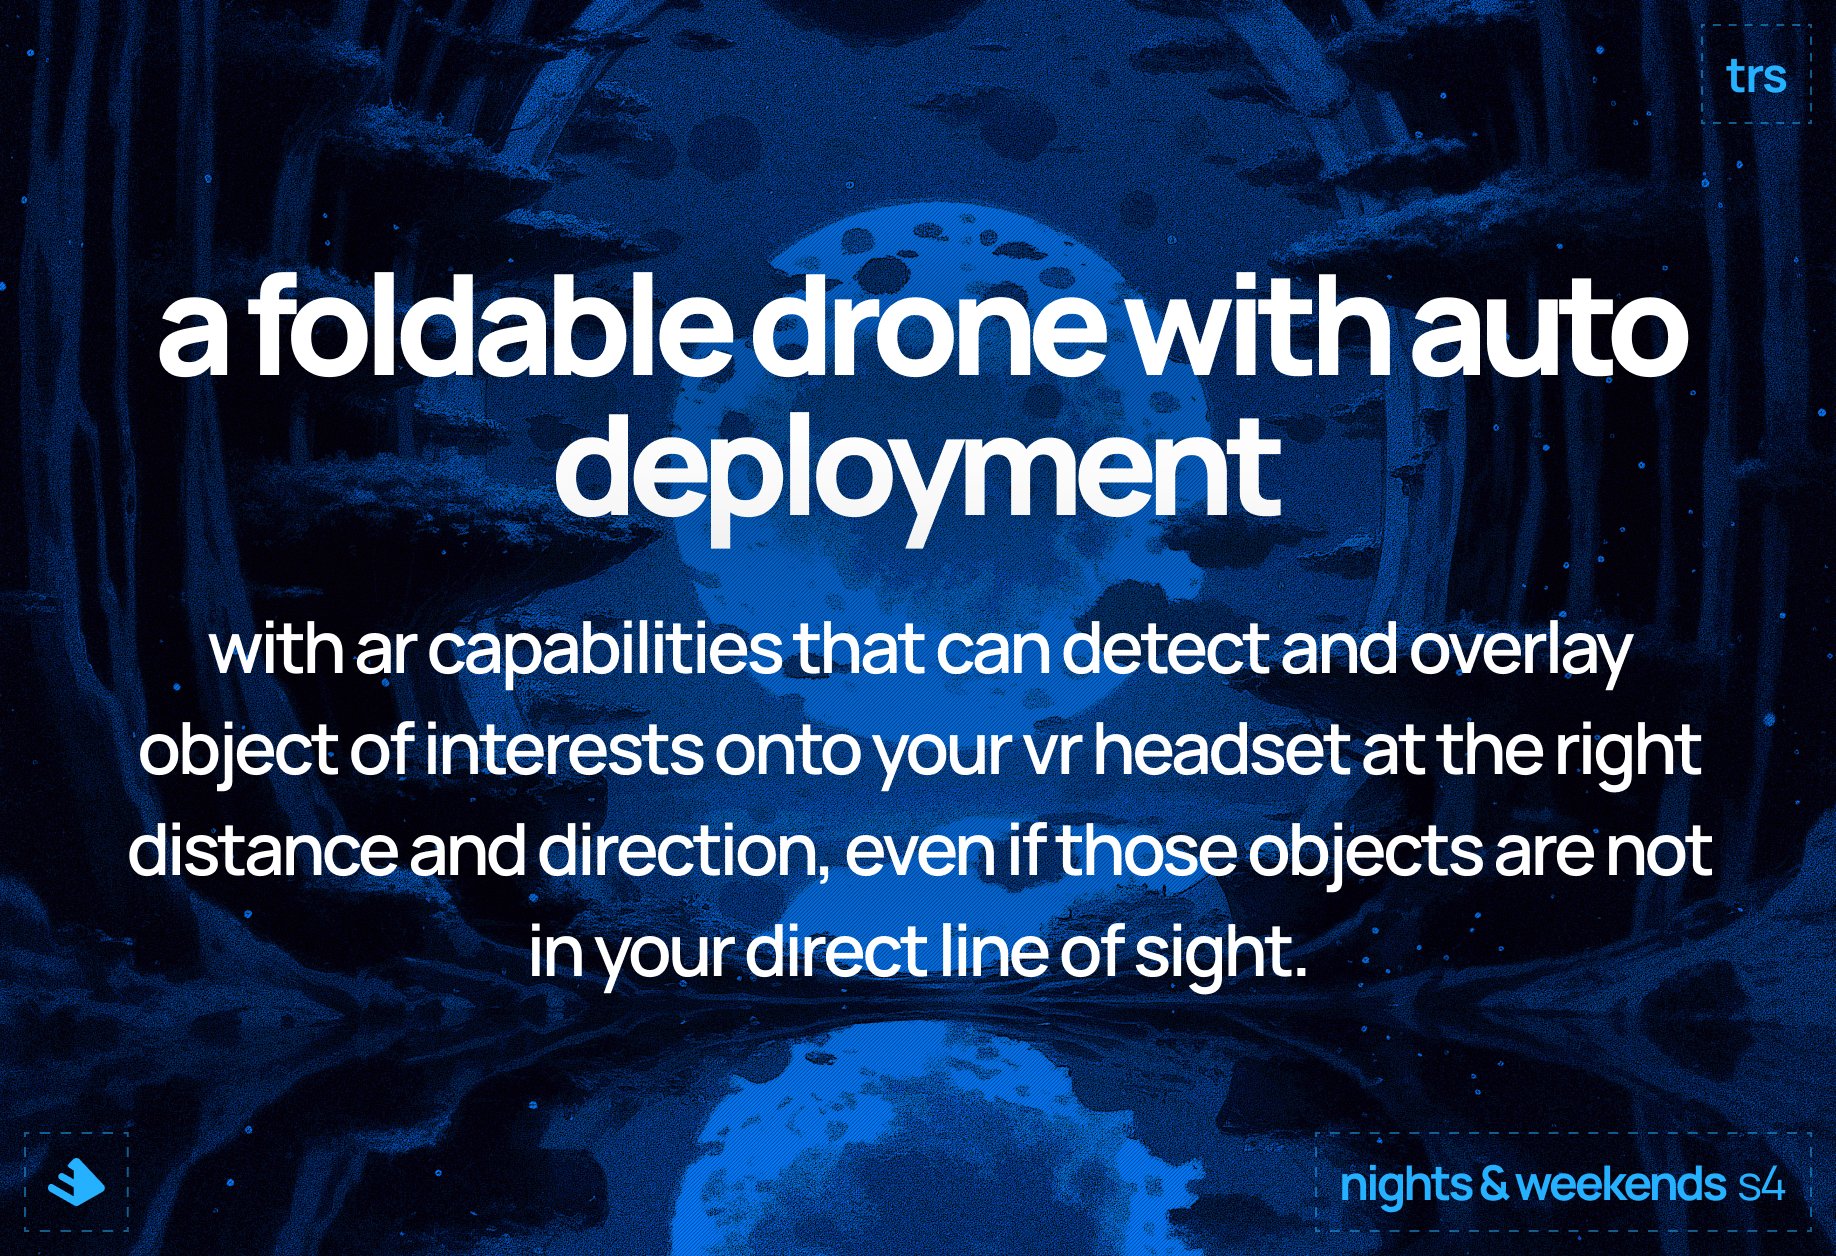 trs
a foldable drone with auto
deployment
with ar capabilities that can detect and overlay
object of interests onto your vr headset at the right
distance and direction, even if those objects are not
in your direct line of sight.
nights & weekends s4